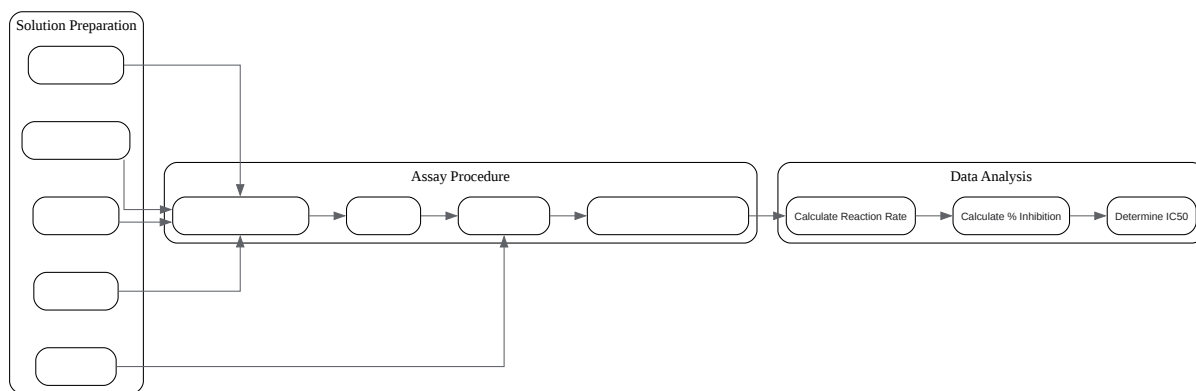 Solution Preparation
Assay Procedure
Data Analysis
Calculate Reaction Rate
Calculate % Inhibition
Determine IC50